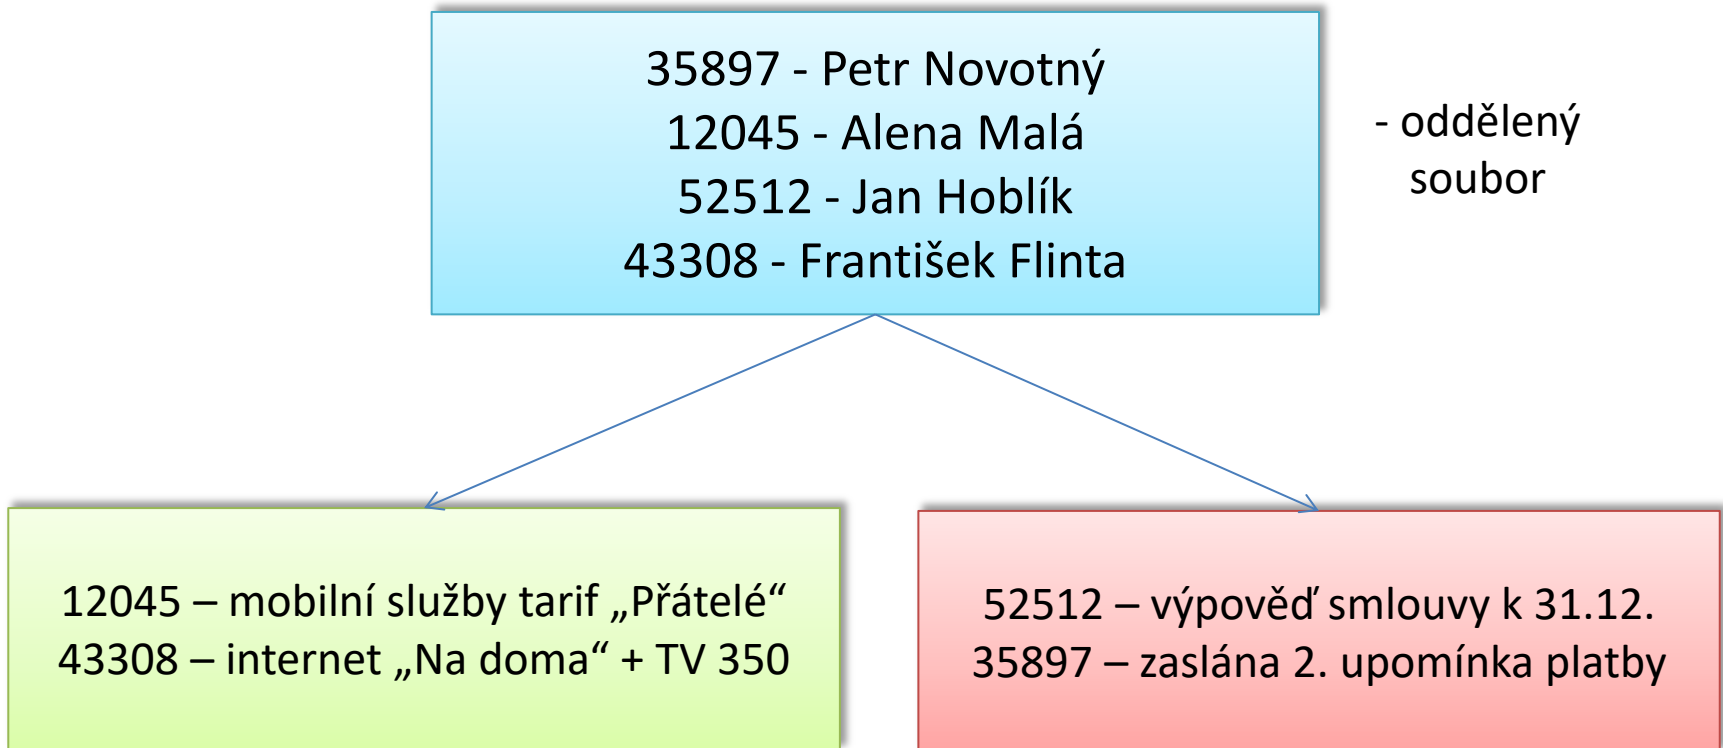 35897 - Petr Novotný
12045 - Alena Malá
52512 - Jan Hoblík
43308 - František Flinta
- oddělený
soubor
12045 – mobilní služby tarif „Přátelé“
43308 – internet „Na doma“ + TV 350
52512 – výpověď smlouvy k 31.12.
35897 – zaslána 2. upomínka platby